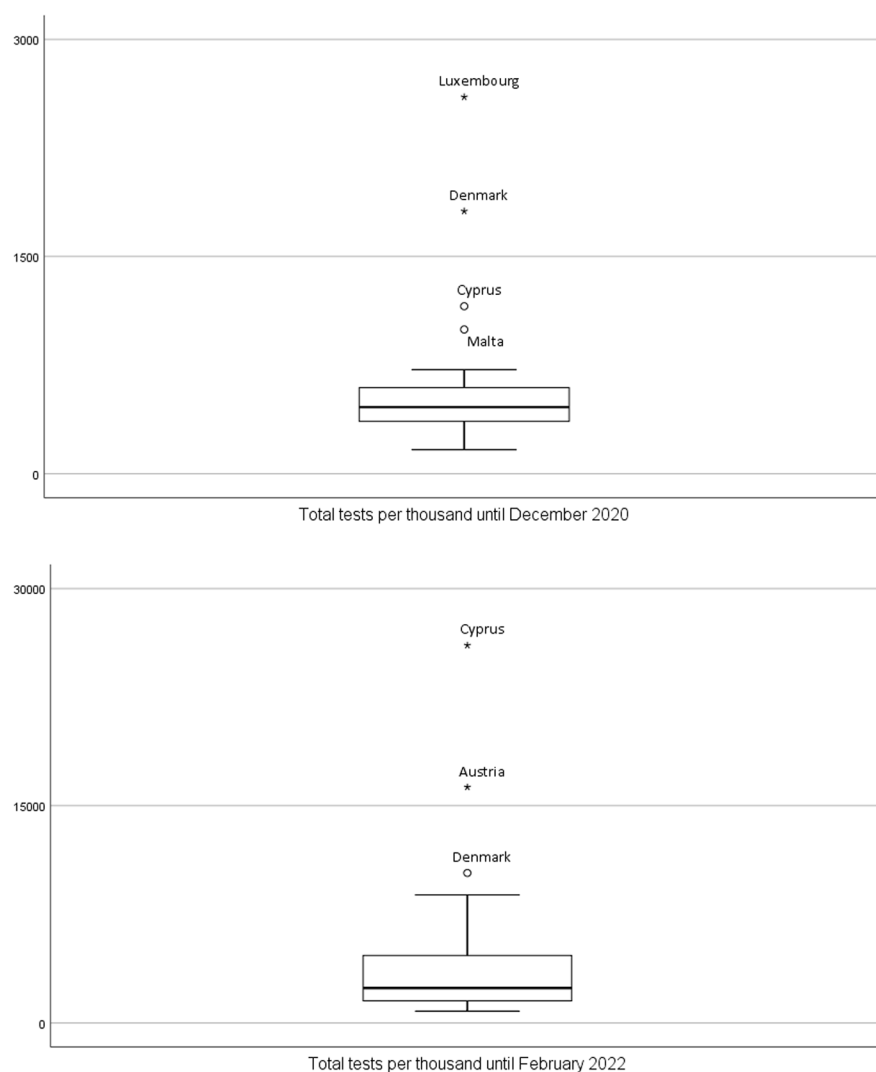 3000
Luxembourg
Denmark
1500
Cyprus
Malta
0
Total tests per thousand until December 2020
30000
Cyprus
Austria
15000
Denmark
0
Total tests per thousand until February 2022